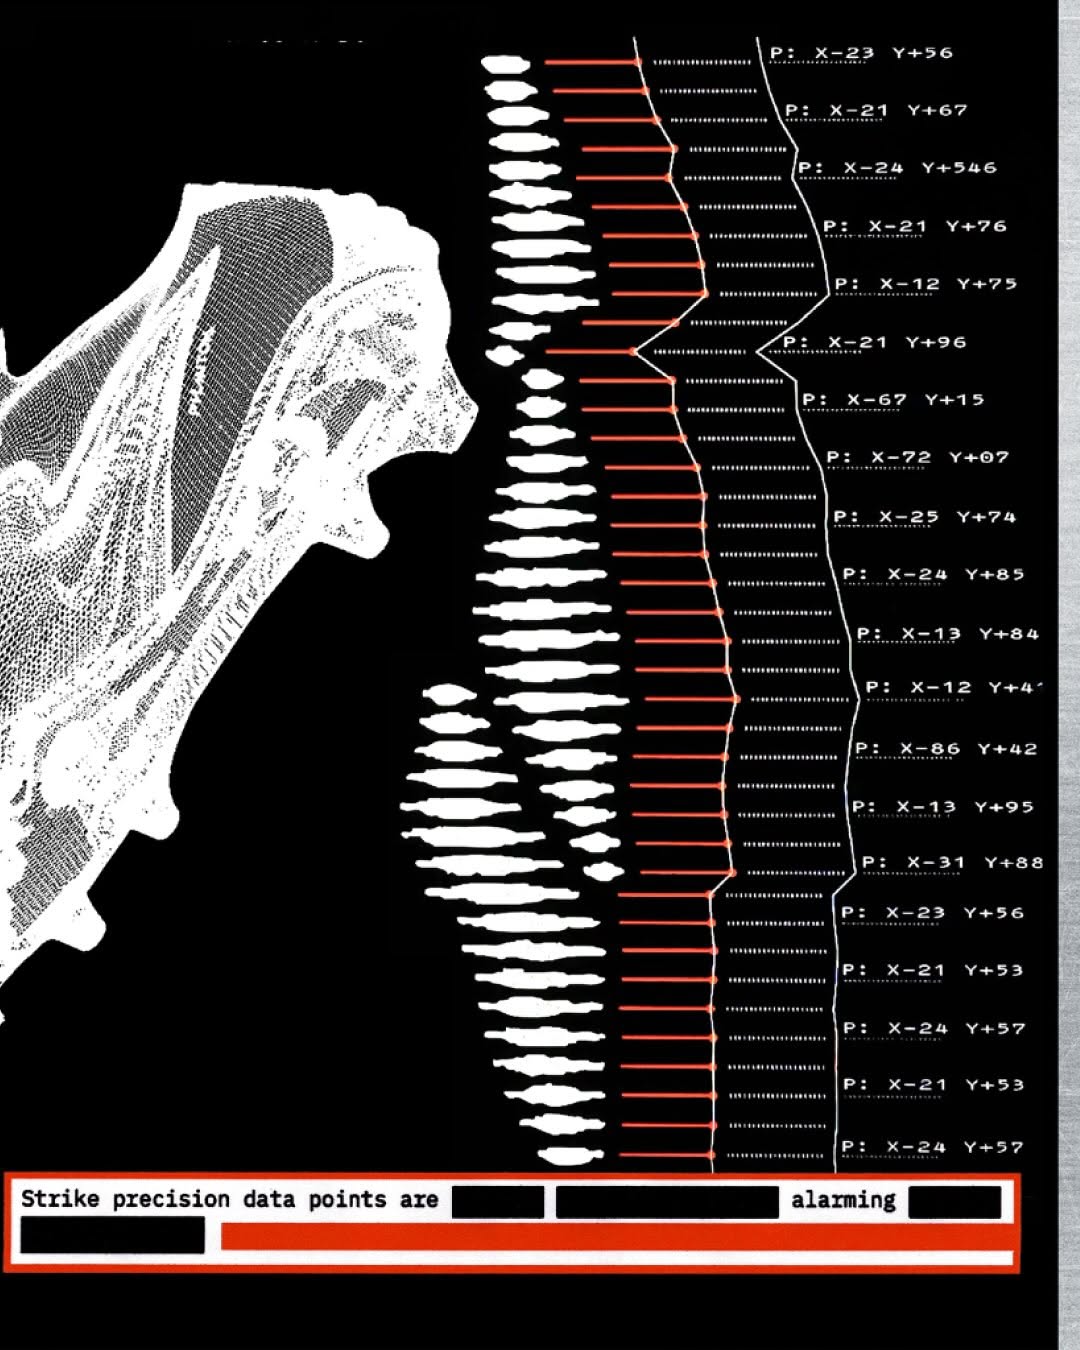 P: X-23 Y+56
P: X-21 Y+67
P: X-24 Y+546
P: X-21 Y+76
P: X-12 Y+75
P: X-21 Y+96
P: X-67 Y+15
P: X-72 Y+07
P: X-25 Y+74
P: X-24 Y+85
P: X-13 Y+84
P: X-12
P: X-86 Y+42
P: X-13 Y+95
P: X-31 Y+88
P: X-23 Y+56
P: X-21 Y+53
P: X-24 Y+57
P: X-21 Y+53
P: X-24 Y+57
Strike precision data points are alarming